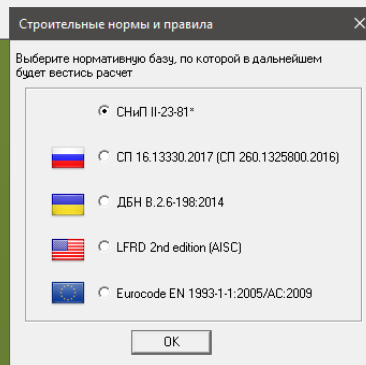 Строительные нормы и правила
Выберите нормативную базу, по которой в дальнейшем
будет вестись расчет
СНиП II-23-81*
СП 16.13330.2017 (СП 260.1325800.2016)
ДБН В.2.6-198:2014
LFRD 2nd edition (AISC)
Eurocode EN 1993-1-1:2005/AC:2009
OK